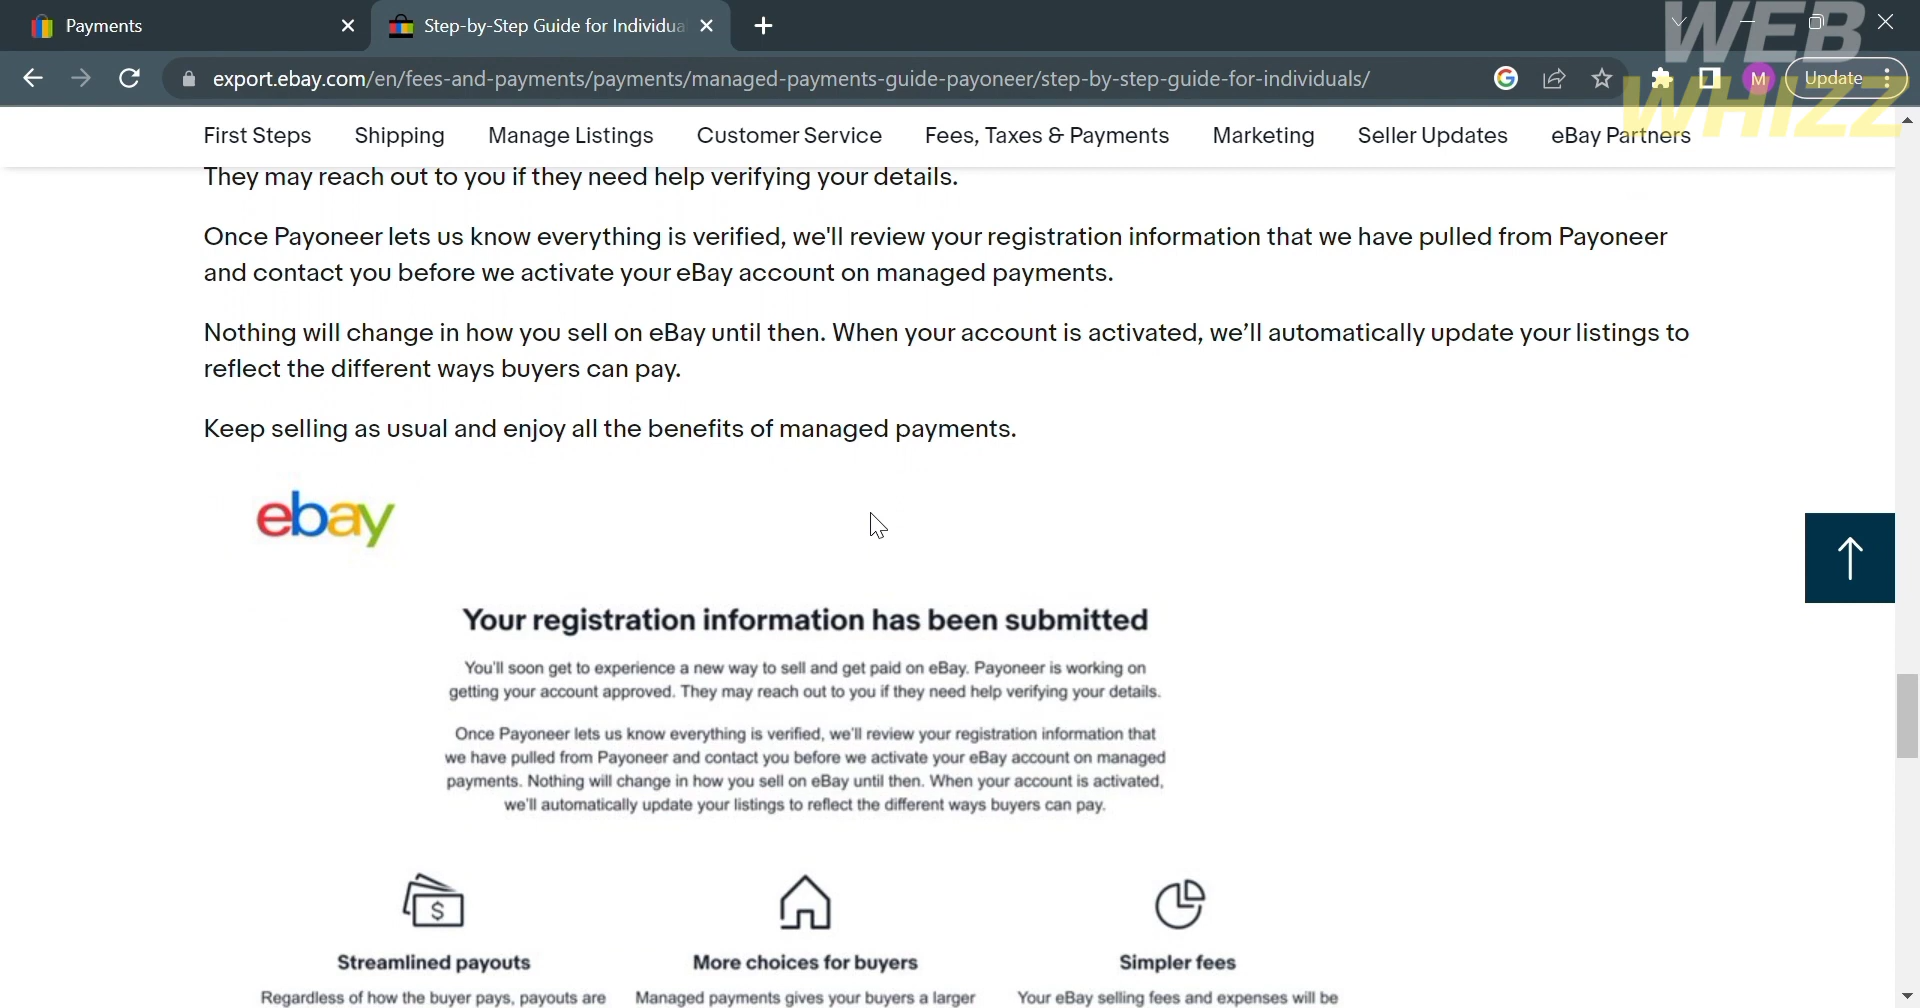 Payments
Step-by-Step Guide for Individua
WEB
WHIZZ
export.ebay.com/en/fees-and-payments/payments/managed-payments-guide-payoneer/step-by-step-guide-for-individuals/
M
Update
First Steps
Shipping
Manage Listings
Customer Service
Fees, Taxes & Payments
Marketing
Seller Updates
eBay Partners
They may reach out to you if they need help verifying your details.
Once Payoneer lets us know everything is verified, we'll review your registration information that we have pulled from Payoneer
and contact you before we activate your eBay account on managed payments.
Nothing will change in how you sell on eBay until then. When your account is activated, we’ll automatically update your listings to
reflect the different ways buyers can pay.
Keep selling as usual and enjoy all the benefits of managed payments.
ebay
Your registration information has been submitted
You'll soon get to experience a new way to sell and get paid on eBay. Payoneer is working on
getting your account approved. They may reach out to you if they need help verifying your details.
Once Payoneer lets us know everything is verified, we'll review your registration information that
we have pulled from Payoneer and contact you before we activate your eBay account on managed
payments. Nothing will change in how you sell on eBay until then. When your account is activated,
we'll automatically update your listings to reflect the different ways buyers can pay.
$
Streamlined payouts
More choices for buyers
Simpler fees
Regardless of how the buyer pays, payouts are
Managed payments gives your buyers a larger
Your eBay selling fees and expenses will be